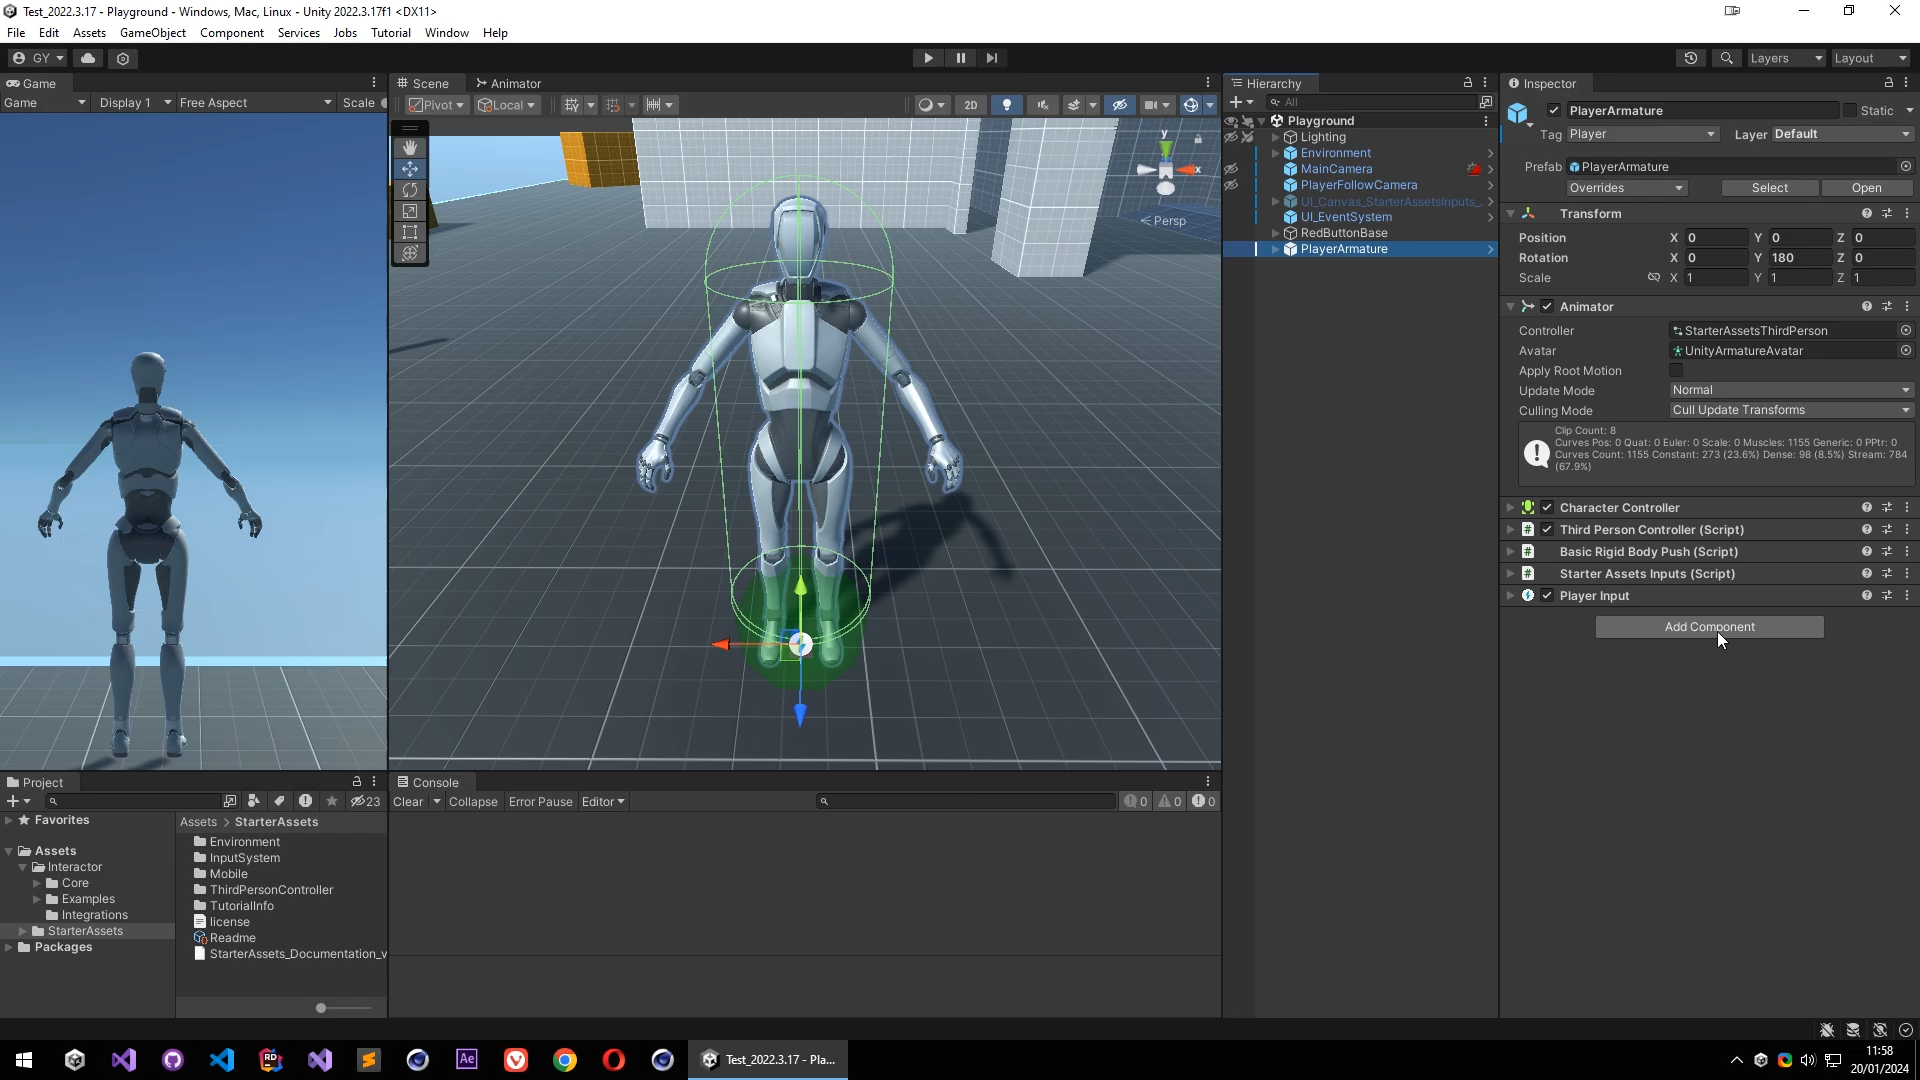 Test_2022.3.17 - Playground - Windows, Mac, Linux - Unity 2022.3.17f1 <DX11>
File Edit Assets GameObject Component Services Jobs Tutorial Window Help
GY
Layers
Layout
Game
Game
Display 1
Free Aspect
Scale
Scene
Animator
Pivot
Local
2D
y
x
Persp
Hierarchy
All
Playground
Lighting
Environment
MainCamera
PlayerFollowCamera
UI_Canvas_StarterAssetsInputs_
UI_EventSystem
RedButtonBase
PlayerArmature
Inspector
PlayerArmature
Static
Tag Player
Layer Default
Prefab PlayerArmature
Overrides
Select
Open
Transform
Position X 0 Y 0 Z 0
Rotation X 0 Y 180 Z 0
Scale X 1 Y 1 Z 1
Animator
Controller StarterAssetsThirdPerson
Avatar UnityArmatureAvatar
Apply Root Motion
Update Mode Normal
Culling Mode Cull Update Transforms
Clip Count: 8
Curves Pos: 0 Quat: 0 Euler: 0 Scale: 0 Muscles: 1155 Generic: 0 PPtr: 0
Curves Count: 1155 Constant: 273 (23.6%) Dense: 98 (8.5%) Stream: 784
(67.9%)
Character Controller
Third Person Controller (Script)
Basic Rigid Body Push (Script)
Starter Assets Inputs (Script)
Player Input
Add Component
Project
23
Favorites
Assets
Interactor
Core
Examples
Integrations
StarterAssets
Packages
Assets > StarterAssets
Environment
InputSystem
Mobile
ThirdPersonController
TutorialInfo
license
Readme
StarterAssets_Documentation_v
Console
Clear
Collapse
Error Pause
Editor
0
0
0
Ae
Test_2022.3.17 - Pla...
11:58
20/01/2024